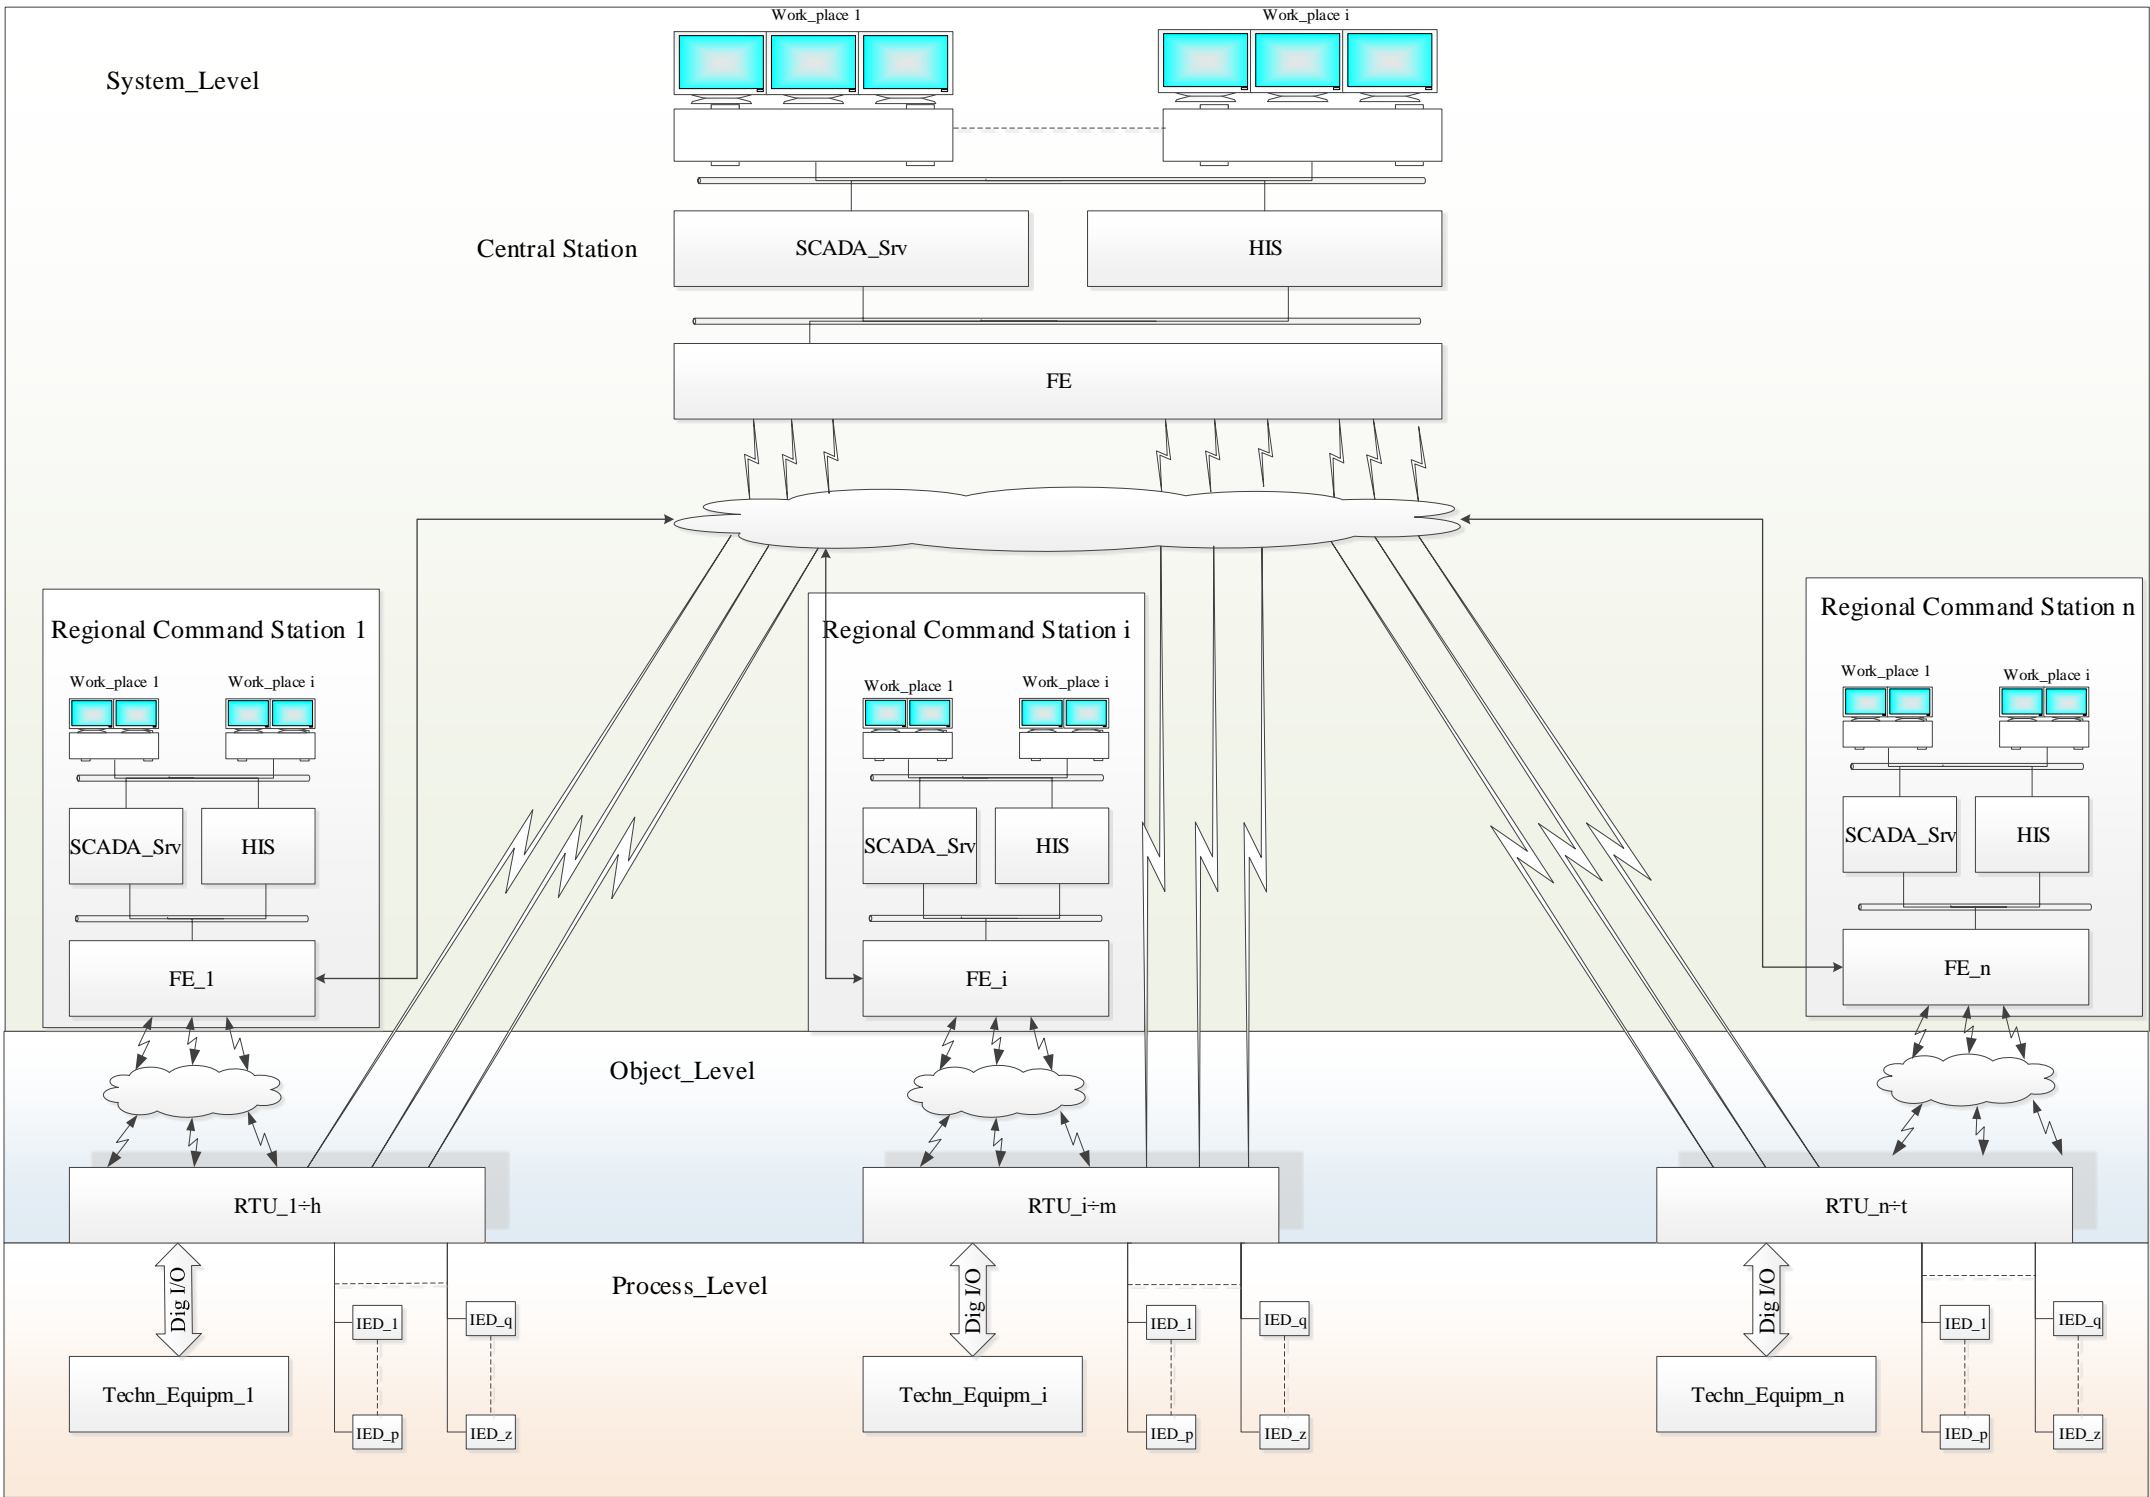 Work_place 1
Work_place i
System_Level
Central Station
SCADA_Srv
HIS
FE
Regional Command Station 1
Work_place 1
Work_place i
SCADA_Srv
HIS
FE_1
Regional Command Station i
Work_place 1
Work_place i
SCADA_Srv
HIS
FE_i
Regional Command Station n
Work_place 1
Work_place i
SCADA_Srv
HIS
FE_n
Object_Level
RTU_1÷h
RTU_i÷m
RTU_n÷t
Process_Level
Dig I/O
IED_1
IED_q
Techn_Equipm_1
IED_p
IED_z
Dig I/O
IED_1
IED_q
Techn_Equipm_i
IED_p
IED_z
Dig I/O
IED_1
IED_q
Techn_Equipm_n
IED_p
IED_z